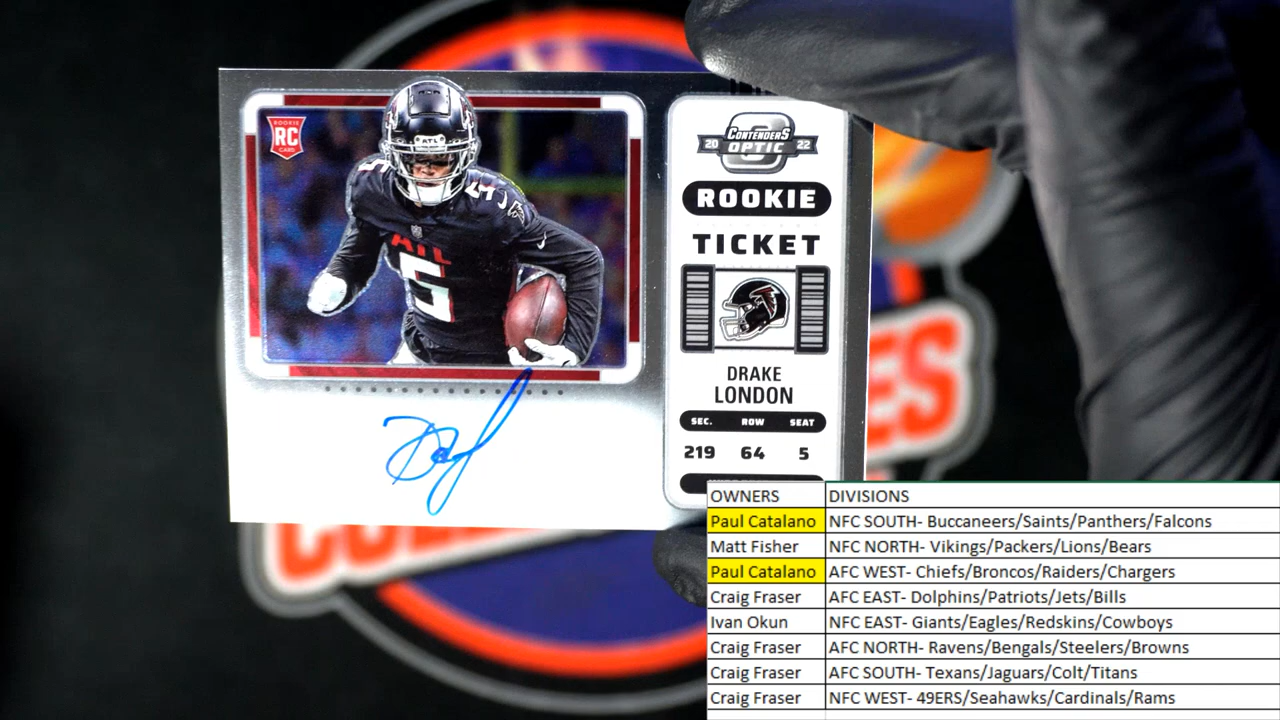 ROOKIE
RC
CARD
ATL
ATL
5
5
CONTENDERS
20 OPTIC 22
ROOKIE
TICKET
DRAKE
LONDON
SEC. ROW SEAT
219 64 5
ES
OWNERS DIVISIONS
Paul Catalano NFC SOUTH- Buccaneers/Saints/Panthers/Falcons
Matt Fisher NFC NORTH- Vikings/Packers/Lions/Bears
Paul Catalano AFC WEST- Chiefs/Broncos/Raiders/Chargers
Craig Fraser AFC EAST- Dolphins/Patriots/Jets/Bills
Ivan Okun NFC EAST- Giants/Eagles/Redskins/Cowboys
Craig Fraser AFC NORTH- Ravens/Bengals/Steelers/Browns
Craig Fraser AFC SOUTH- Texans/Jaguars/Colt/Titans
Craig Fraser NFC WEST- 49ERS/Seahawks/Cardinals/Rams